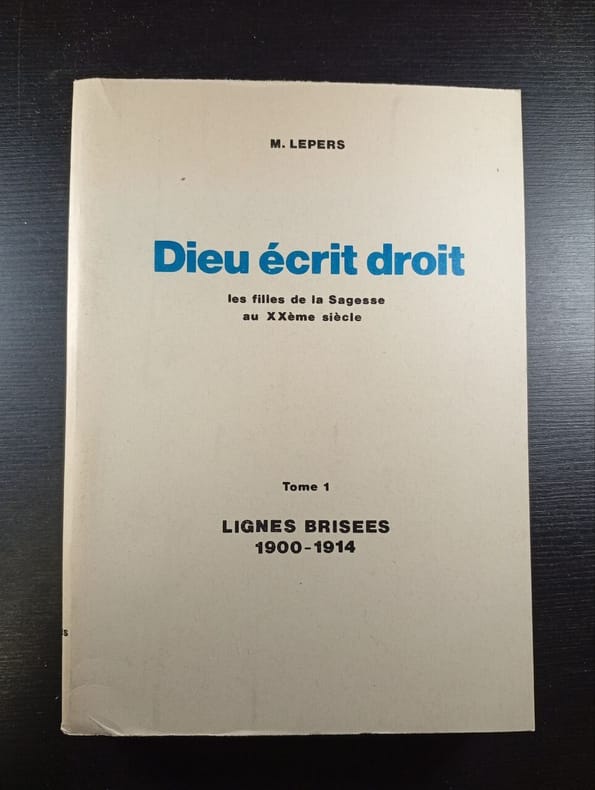 M. LEPERS
Dieu écrit droit
les filles de la Sagesse
au XXème siècle
Tome 1
LIGNES BRISEES
1900-1914
S